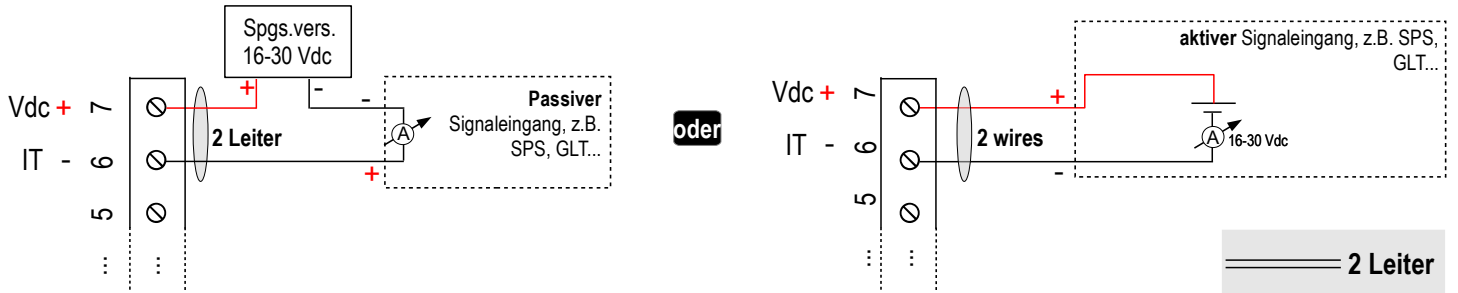 Spgs.vers.
16-30 Vdc
+
-
-
Vdc +
7
2 Leiter
IT -
6
5
...
...
A
+
Passiver
Signaleingang, z.B.
SPS, GLT...
oder
aktiver Signaleingang, z.B. SPS,
GLT...
Vdc +
7
+
2 wires
IT -
6
-
A
16-30 Vdc
5
...
...
2 Leiter